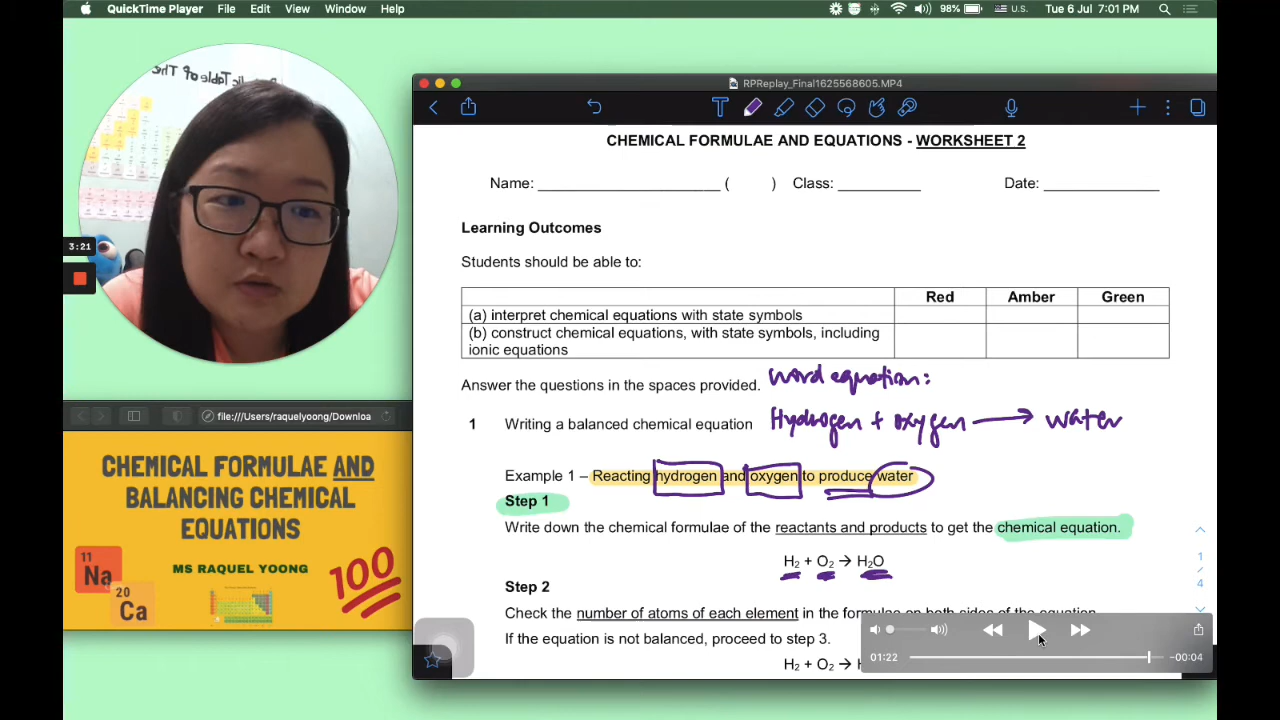 QuickTime Player File Edit View Window Help
98% U.S. Tue 6 Jul 7:01 PM
RPReplay_Final1625568605.MP4
CHEMICAL FORMULAE AND EQUATIONS - WORKSHEET 2
Name: ______________________ ( ) Class: __________ Date: ______________
Learning Outcomes
Students should be able to:
Red Amber Green
(a) interpret chemical equations with state symbols
(b) construct chemical equations, with state symbols, including
ionic equations
Answer the questions in the spaces provided. Word equation:
1 Writing a balanced chemical equation Hydrogen + oxygen → water
Example 1 – Reacting hydrogen and oxygen to produce water
Step 1
Write down the chemical formulae of the reactants and products to get the chemical equation.
H₂ + O₂ → H₂O
Step 2
Check the number of atoms of each element in the formulae on both sides of the equation.
If the equation is not balanced, proceed to step 3.
H₂ + O₂ → H
1
4
01:22 -00:04
3:21
file:///Users/raquelyoong/Downloa
CHEMICAL FORMULAE AND
BALANCING CHEMICAL
EQUATIONS
MS RAQUEL YOONG
11
Na
20
Ca
100